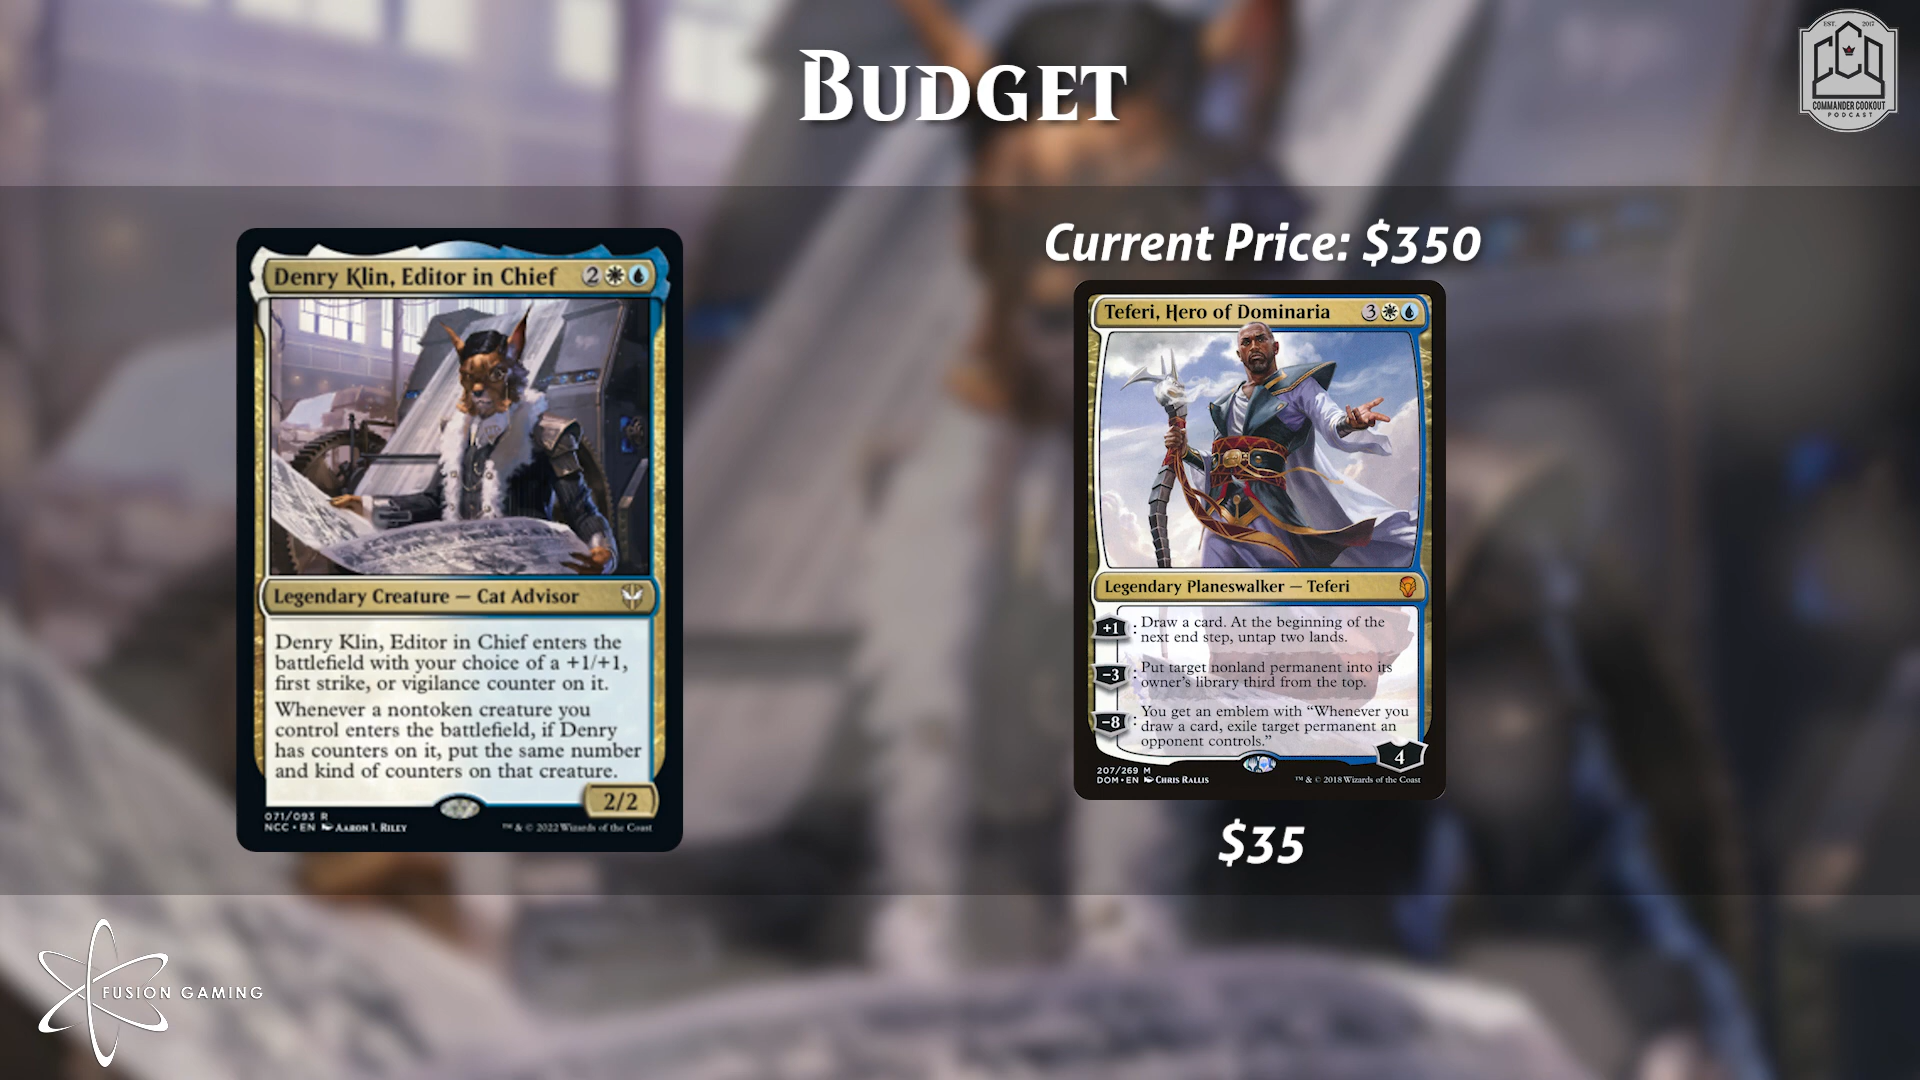 BUDGET
EST. 2017
CCO
COMMANDER COOKOUT
PODCAST
Denry Klin, Editor in Chief 2
Legendary Creature — Cat Advisor
Denry Klin, Editor in Chief enters the
battlefield with your choice of a +1/+1,
first strike, or vigilance counter on it.
Whenever a nontoken creature you
control enters the battlefield, if Denry
has counters on it, put the same number
and kind of counters on that creature.
2/2
071/093 R
NCC • EN AARON J. RILEY
™ & © 2022 Wizards of the Coast
Current Price: $350
Teferi, Hero of Dominaria 3
Legendary Planeswalker — Teferi
+1: Draw a card. At the beginning of the
next end step, untap two lands.
−3: Put target nonland permanent into its
owner's library third from the top.
−8: You get an emblem with “Whenever you
draw a card, exile target permanent an
opponent controls.”
4
207/269 M
DOM • EN CHRIS RALLIS
™ & © 2018 Wizards of the Coast
$35
FUSION GAMING